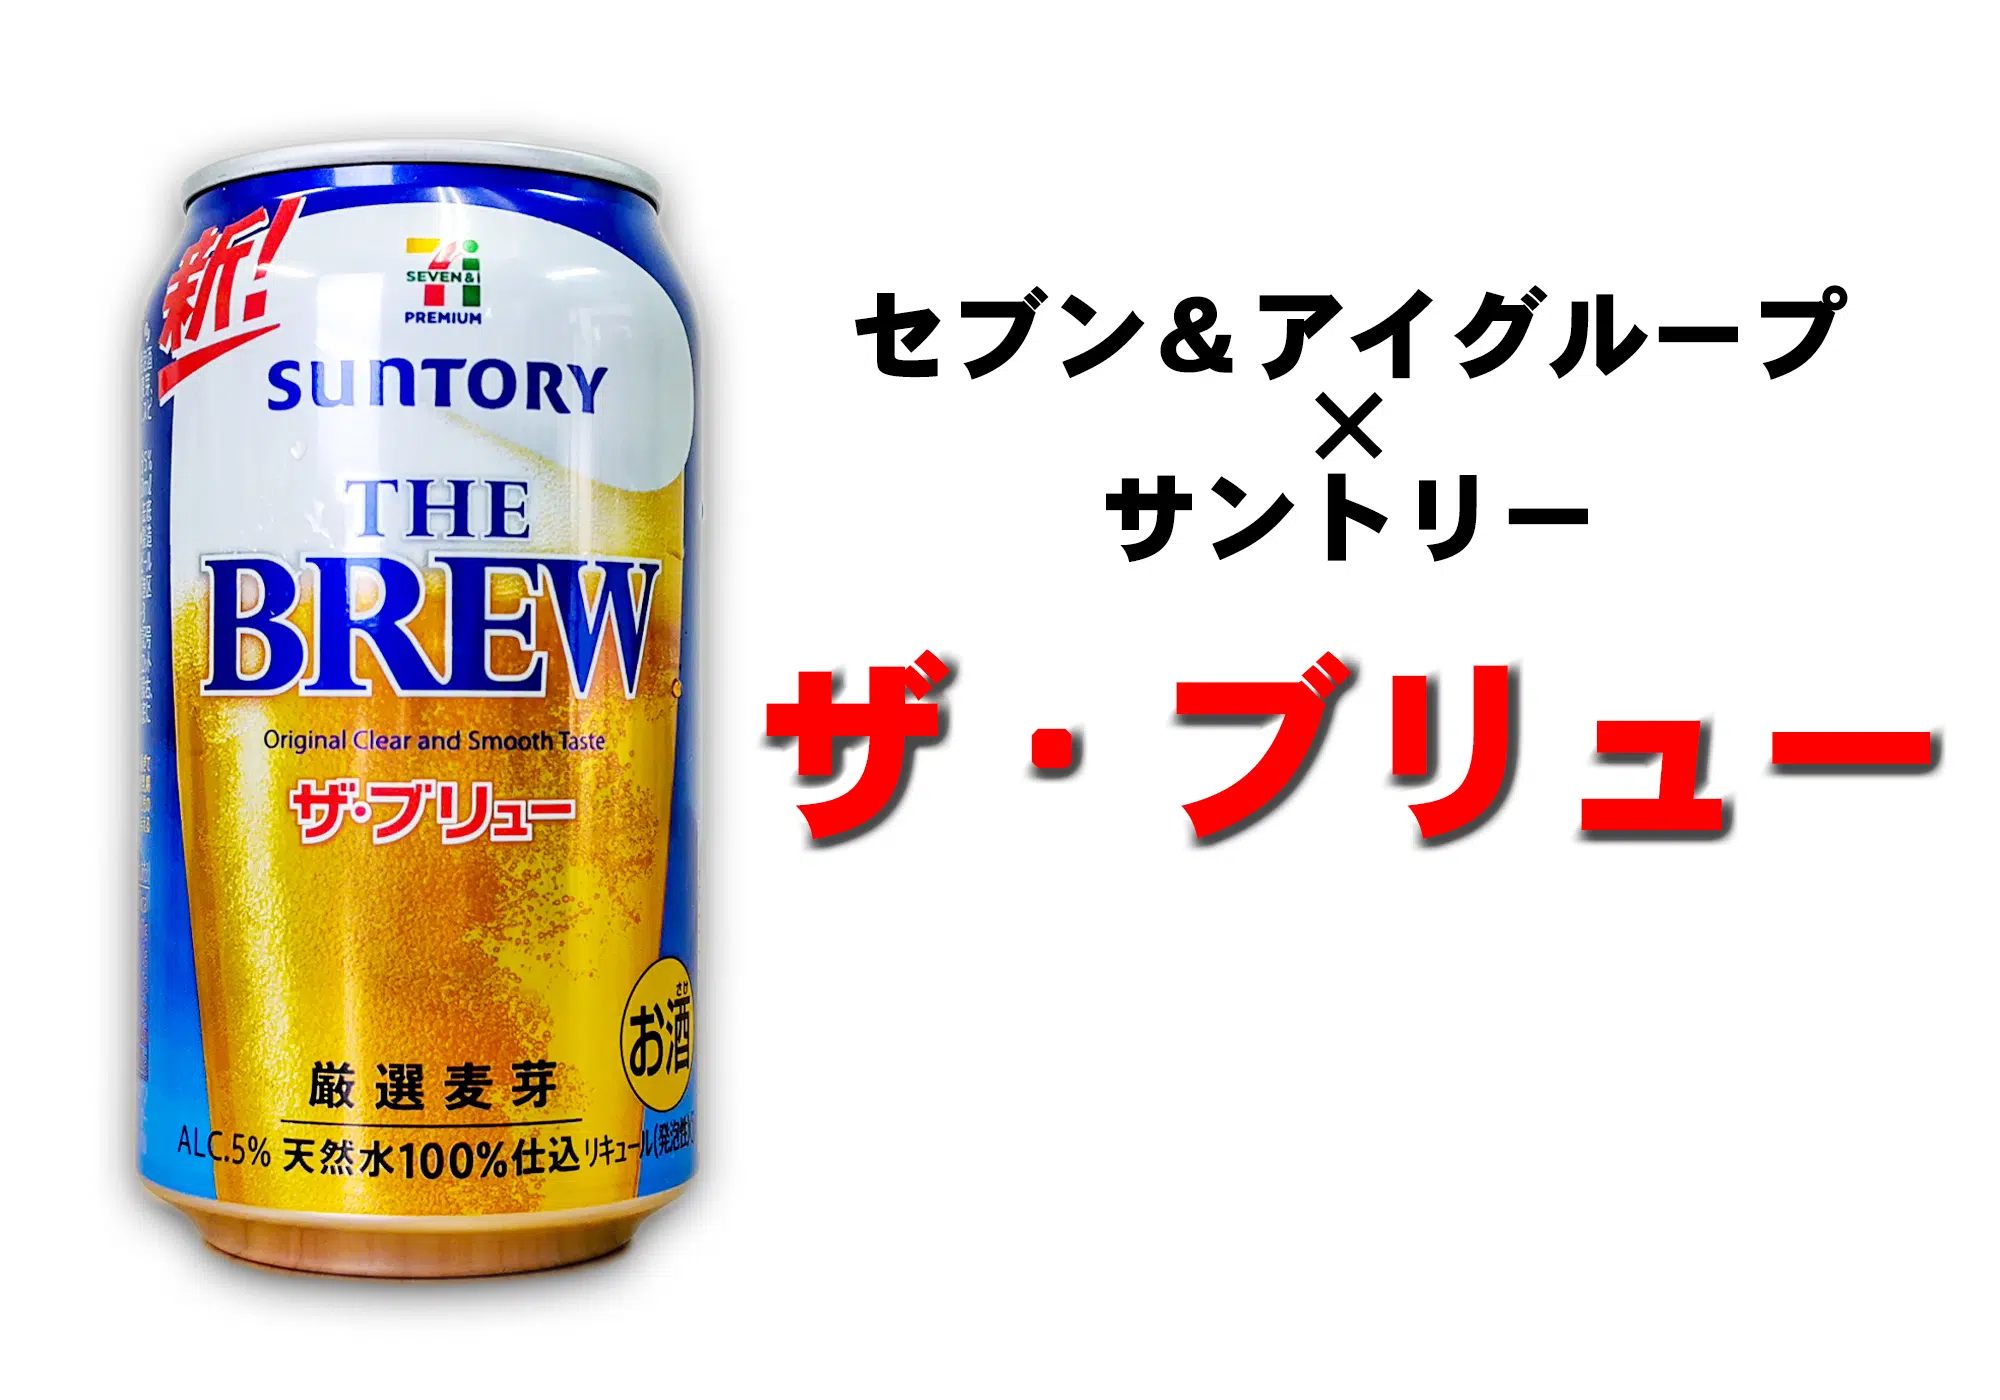 新!
SEVEN&i
PREMIUM
SUNTORY
THE
BREW
Original Clear and Smooth Taste
ザ・ブリュー
さけ
お酒
厳選麦芽
ALC.5% 天然水100%仕込 リキュール(発泡性)
セブン&アイグループ
×
サントリー
ザ・ブリュー